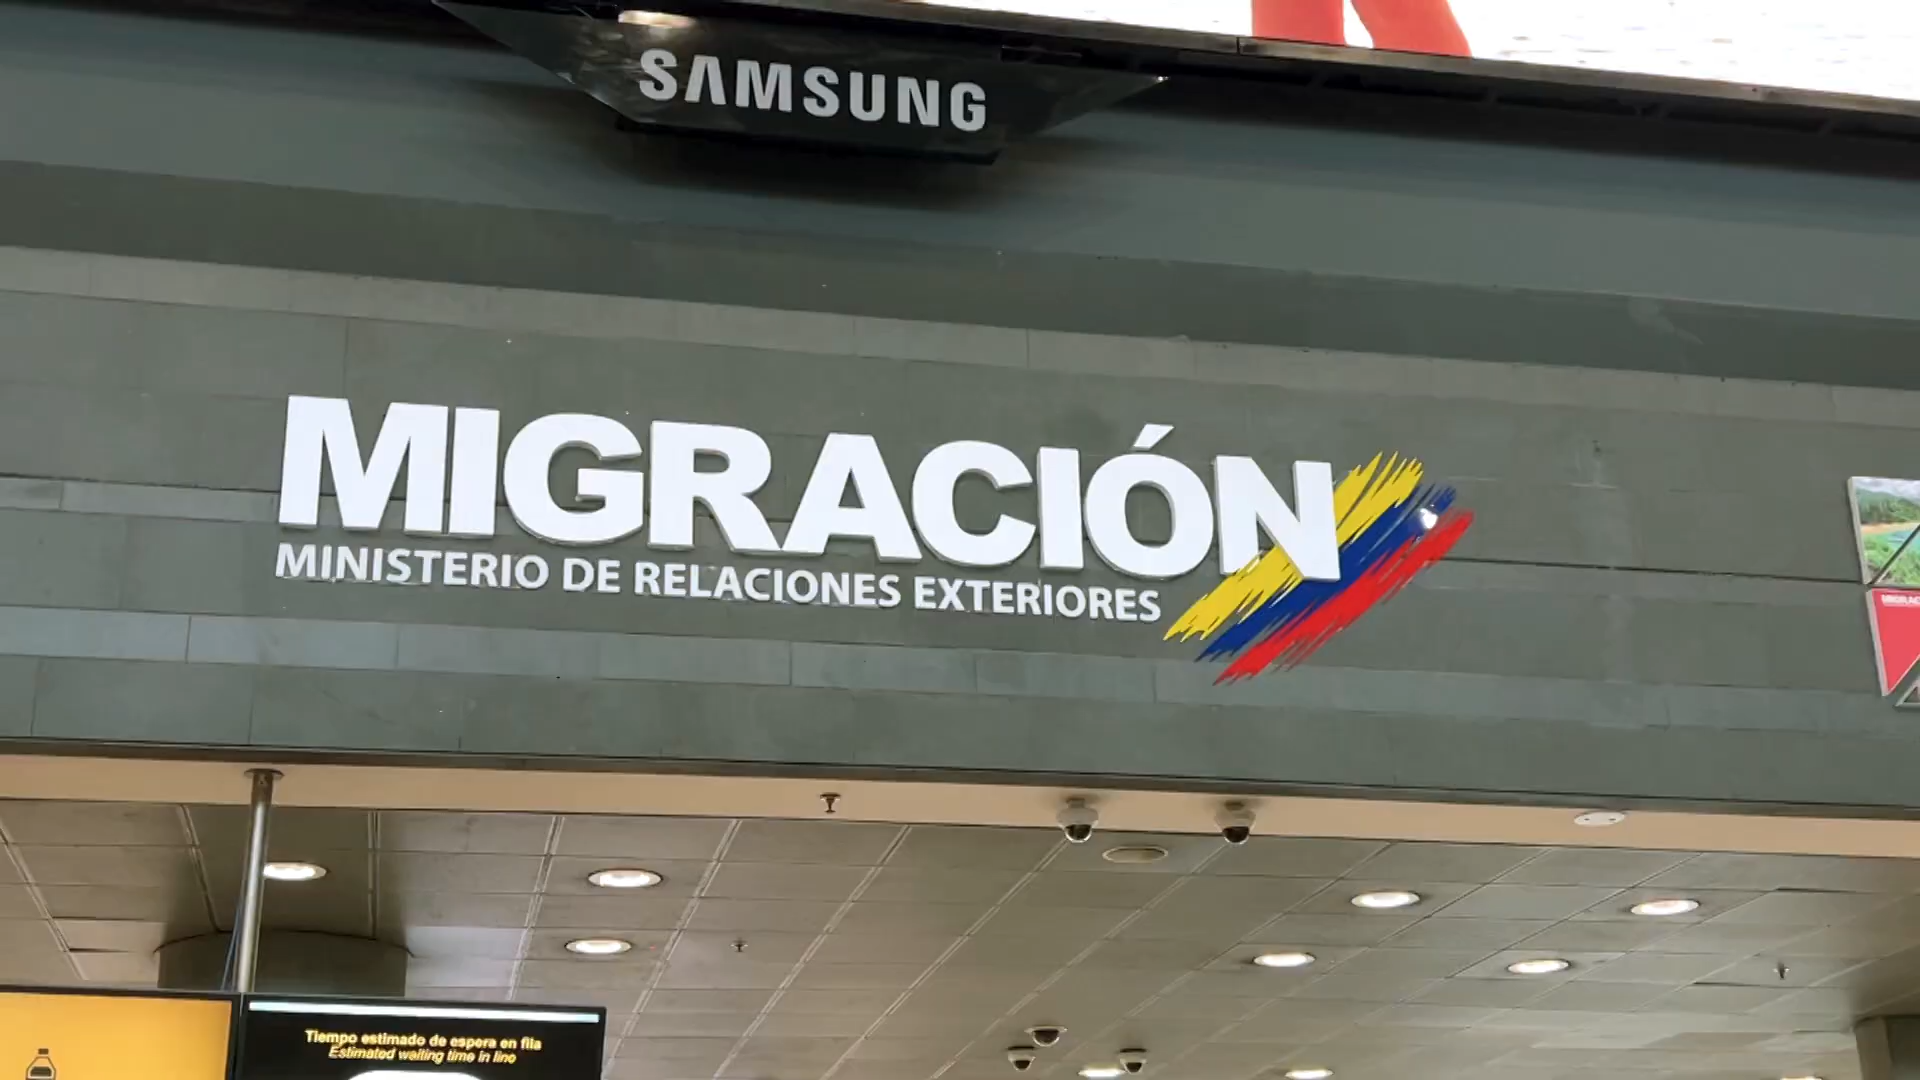 SAMSUNG
MIGRACIÓN
MINISTERIO DE RELACIONES EXTERIORES
Tiempo estimado de espera en fila
Estimated waiting time in line